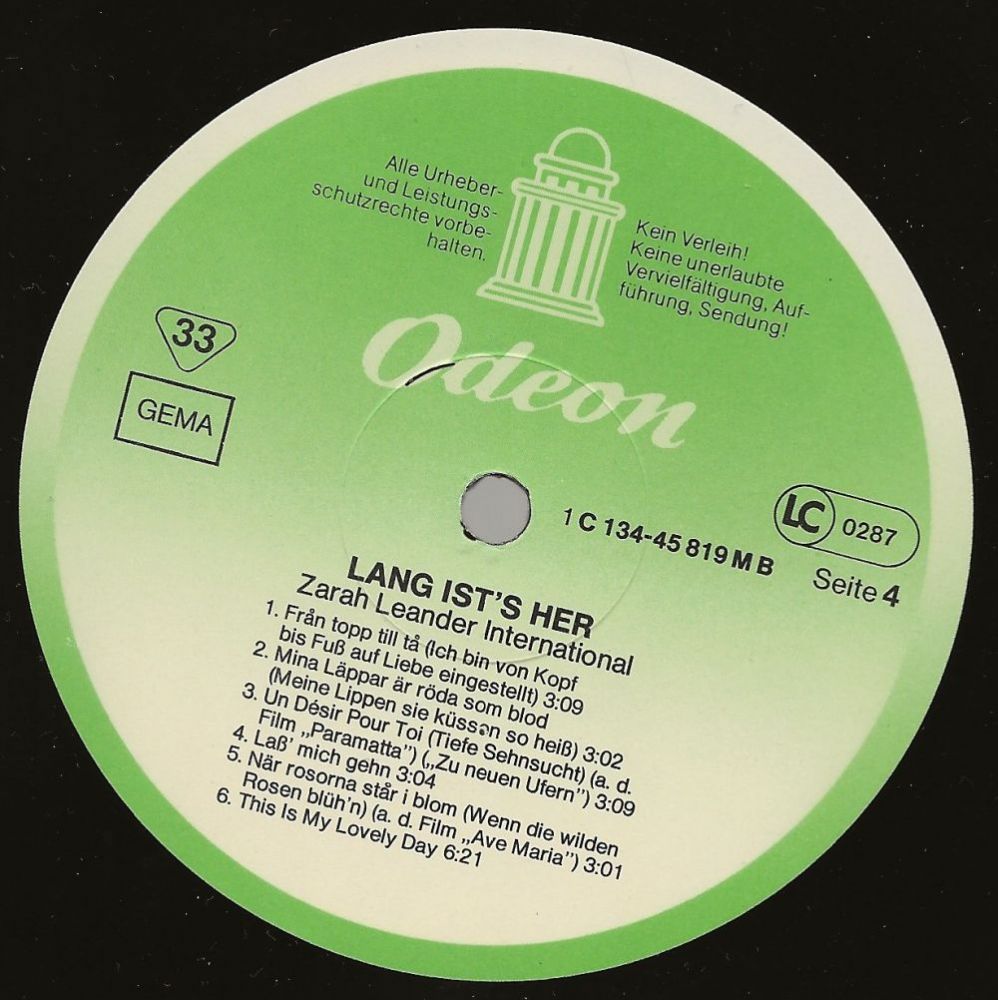 Alle Urheber-
und Leistungs-
schutzrechte vorbe-
halten.
Kein Verleih!
Keine unerlaubte
Vervielfältigung, Auf-
führung, Sendung!
33
GEMA
Odeon
1 C 134-45 819 M B
LC 0287
Seite 4
LANG IST'S HER
Zarah Leander International
1. Från topp till tå (Ich bin von Kopf
bis Fuß auf Liebe eingestellt) 3:09
2. Mina Läppar är röda som blod
(Meine Lippen sie küssen so heiß) 3:02
3. Un Désir Pour Toi (Tiefe Sehnsucht) (a. d.
Film „Paramatta") („Zu neuen Ufern") 3:09
4. Laß' mich gehn 3:04
5. När rosorna står i blom (Wenn die wilden
Rosen blüh'n) (a. d. Film „Ave Maria") 3:01
6. This Is My Lovely Day 6:21